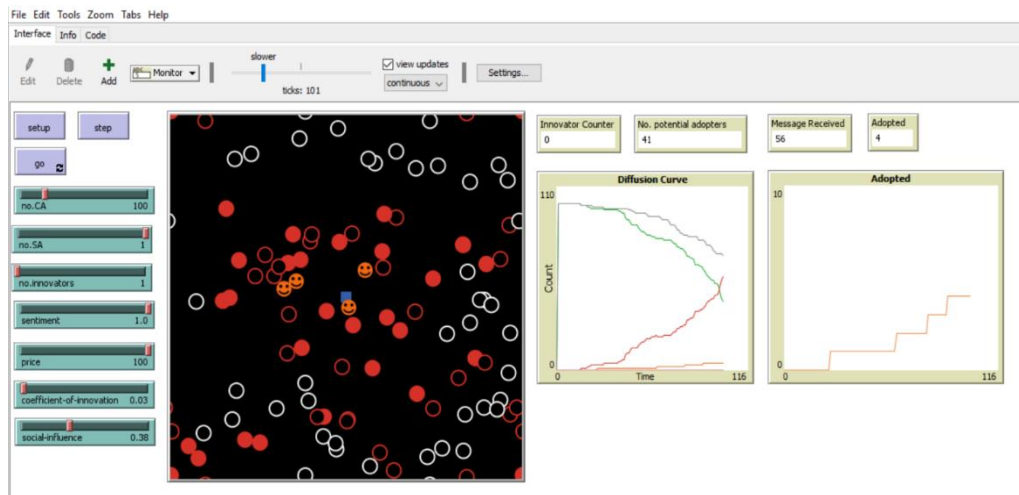 File Edit Tools Zoom Tabs Help
Interface Info Code
Edit Delete Add
Monitor
slower
ticks: 101
view updates
continuous
Settings...
setup
step
go
no.CA 100
no.SA 1
no.innovators 1
sentiment 1.0
price 100
coefficient-of-innovation 0.03
social-influence 0.38
Innovator Counter
0
No. potential adopters
41
Message Received
56
Adopted
4
Diffusion Curve
110
Count
0
0 Time 116
Adopted
10
0
0 116